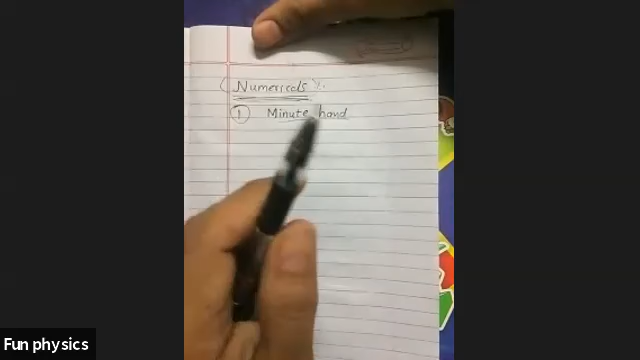 (Numericals):
① Minute hand
Fun physics